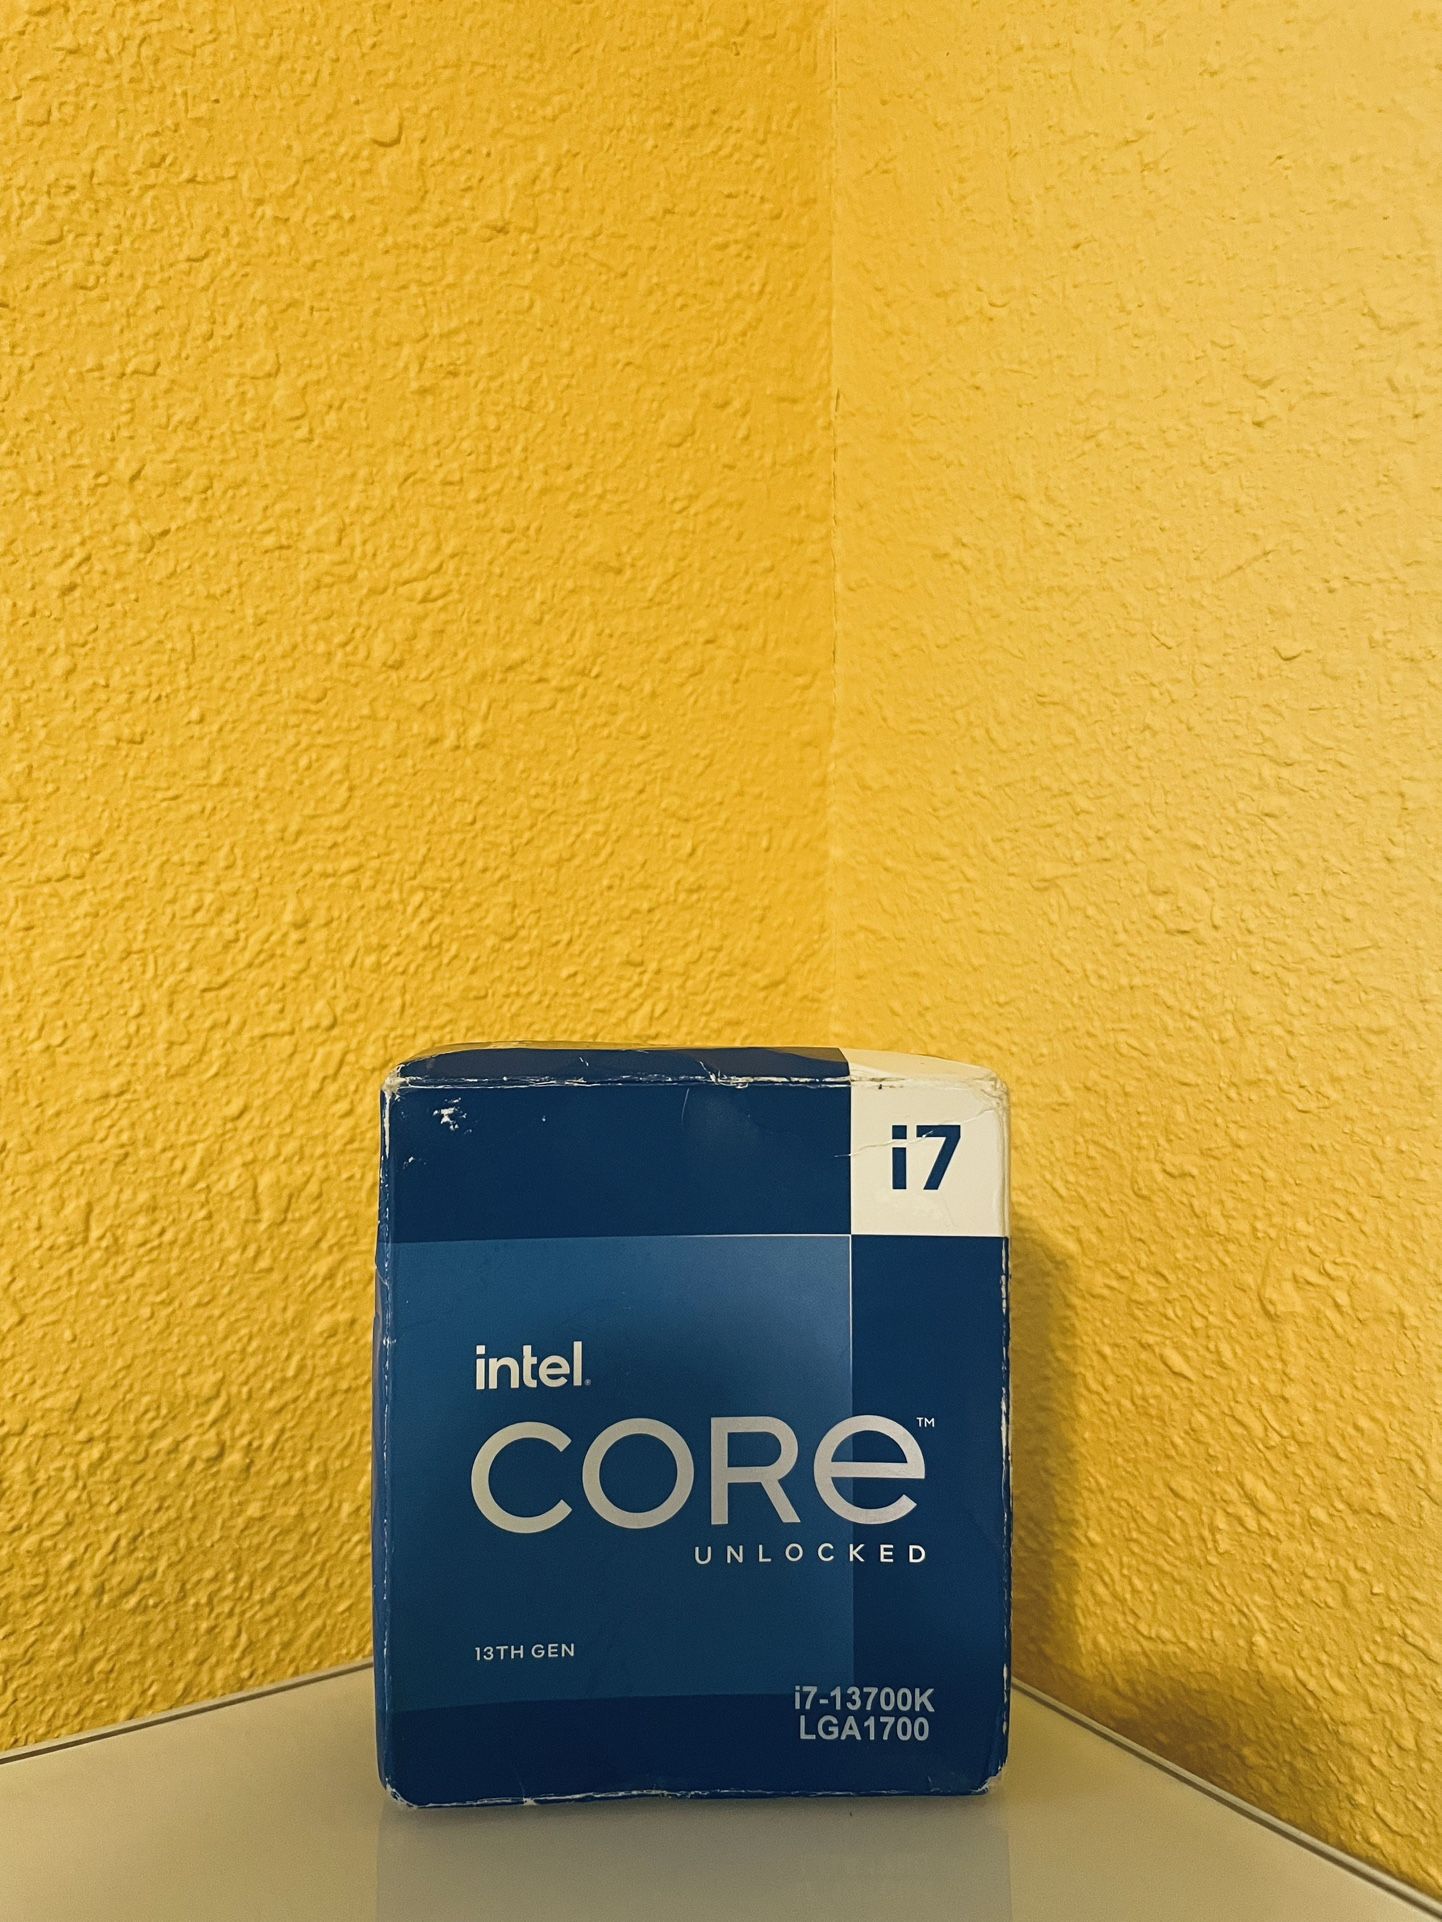 i7
intel.
CORE™
UNLOCKED
13TH GEN
i7-13700K
LGA1700